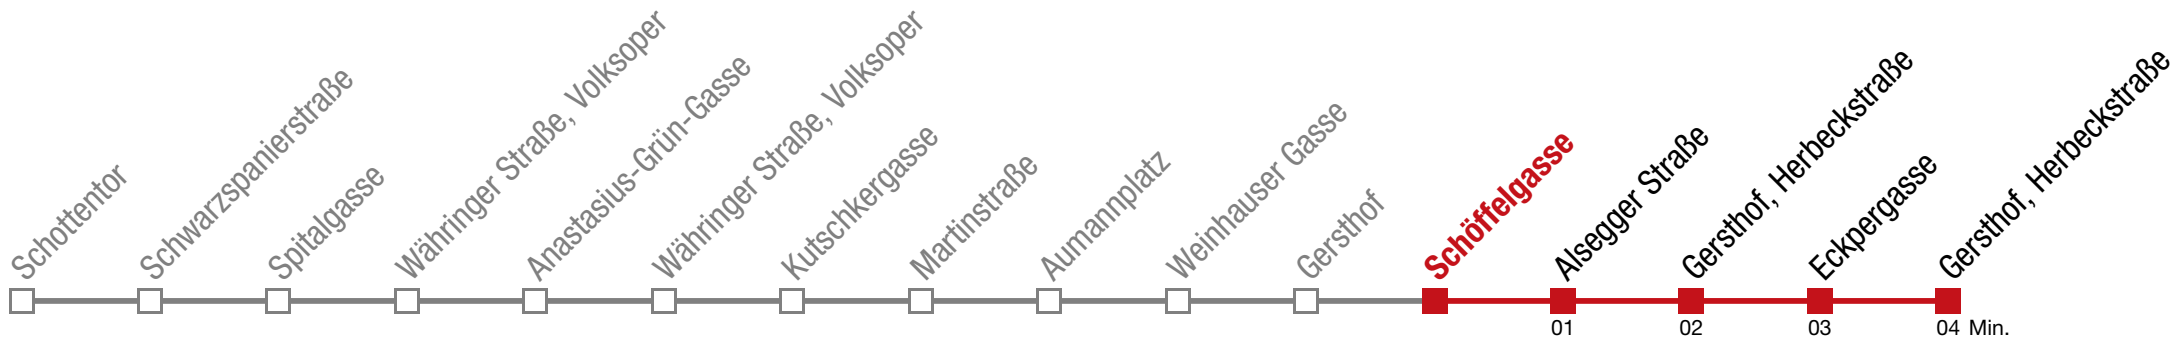 Schottentor
Schwarzspanierstraße
Spitalgasse
Währinger Straße, Volksoper
Anastasius-Grün-Gasse
Währinger Straße, Volksoper
Kutschkergasse
Martinstraße
Aumannplatz
Weinhauser Gasse
Gersthof
Schöffelgasse
Alsegger Straße
Gersthof, Herbeckstraße
Eckpergasse
Gersthof, Herbeckstraße
01 02 03 04 Min.